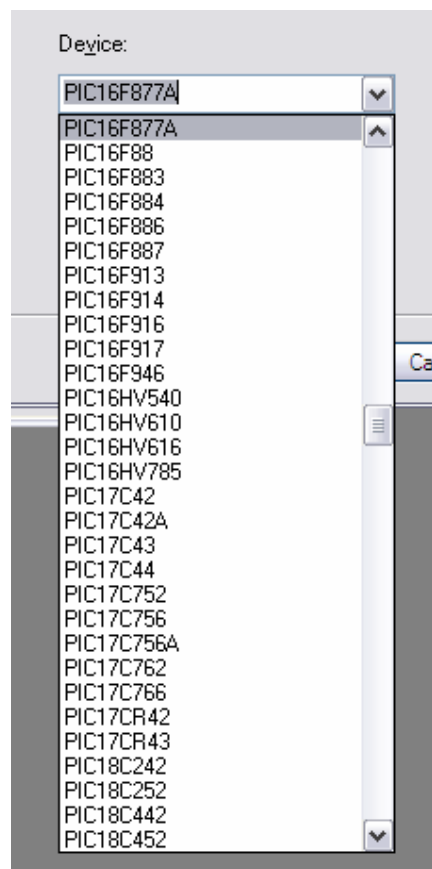 Device:
PIC16F877A
PIC16F877A
PIC16F88
PIC16F883
PIC16F884
PIC16F886
PIC16F887
PIC16F913
PIC16F914
PIC16F916
PIC16F917
PIC16F946
Ca
PIC16HV540
PIC16HV610
PIC16HV616
PIC16HV785
PIC17C42
PIC17C42A
PIC17C43
PIC17C44
PIC17C752
PIC17C756
PIC17C756A
PIC17C762
PIC17C766
PIC17CR42
PIC17CR43
PIC18C242
PIC18C252
PIC18C442
PIC18C452